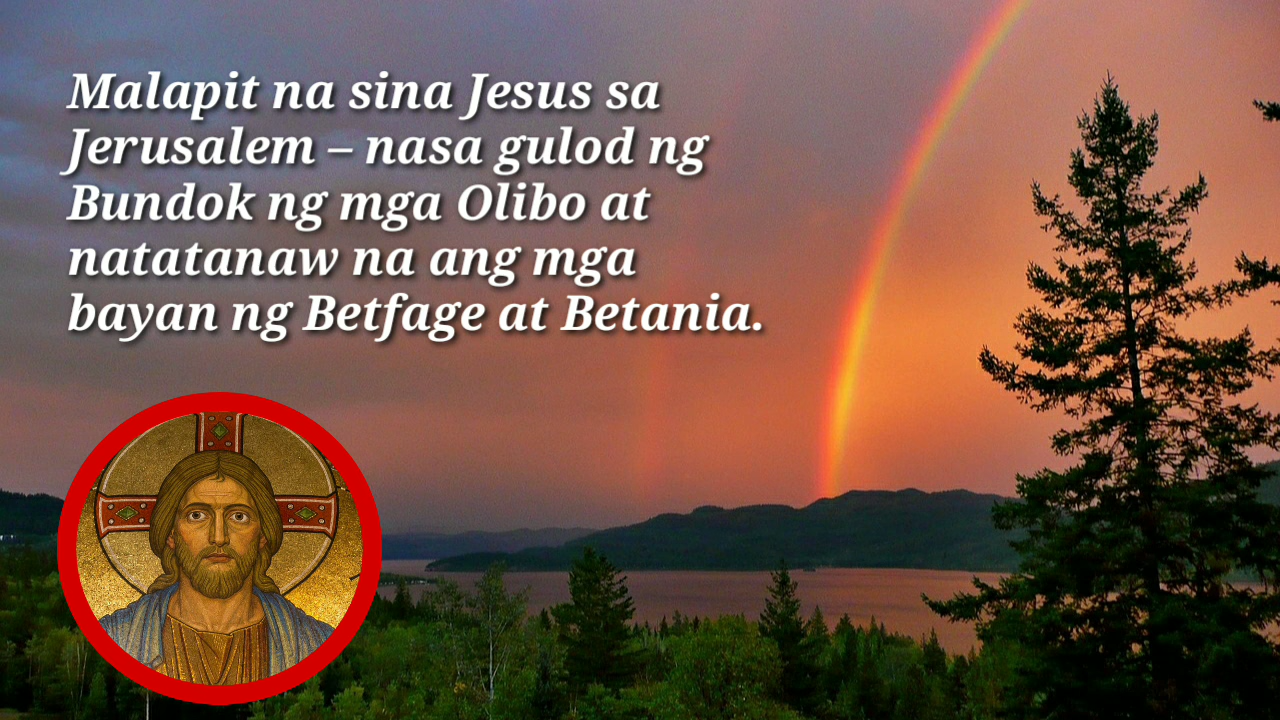 Malapit na sina Jesus sa
Jerusalem – nasa gulod ng
Bundok ng mga Olibo at
natatanaw na ang mga
bayan ng Betfage at Betania.